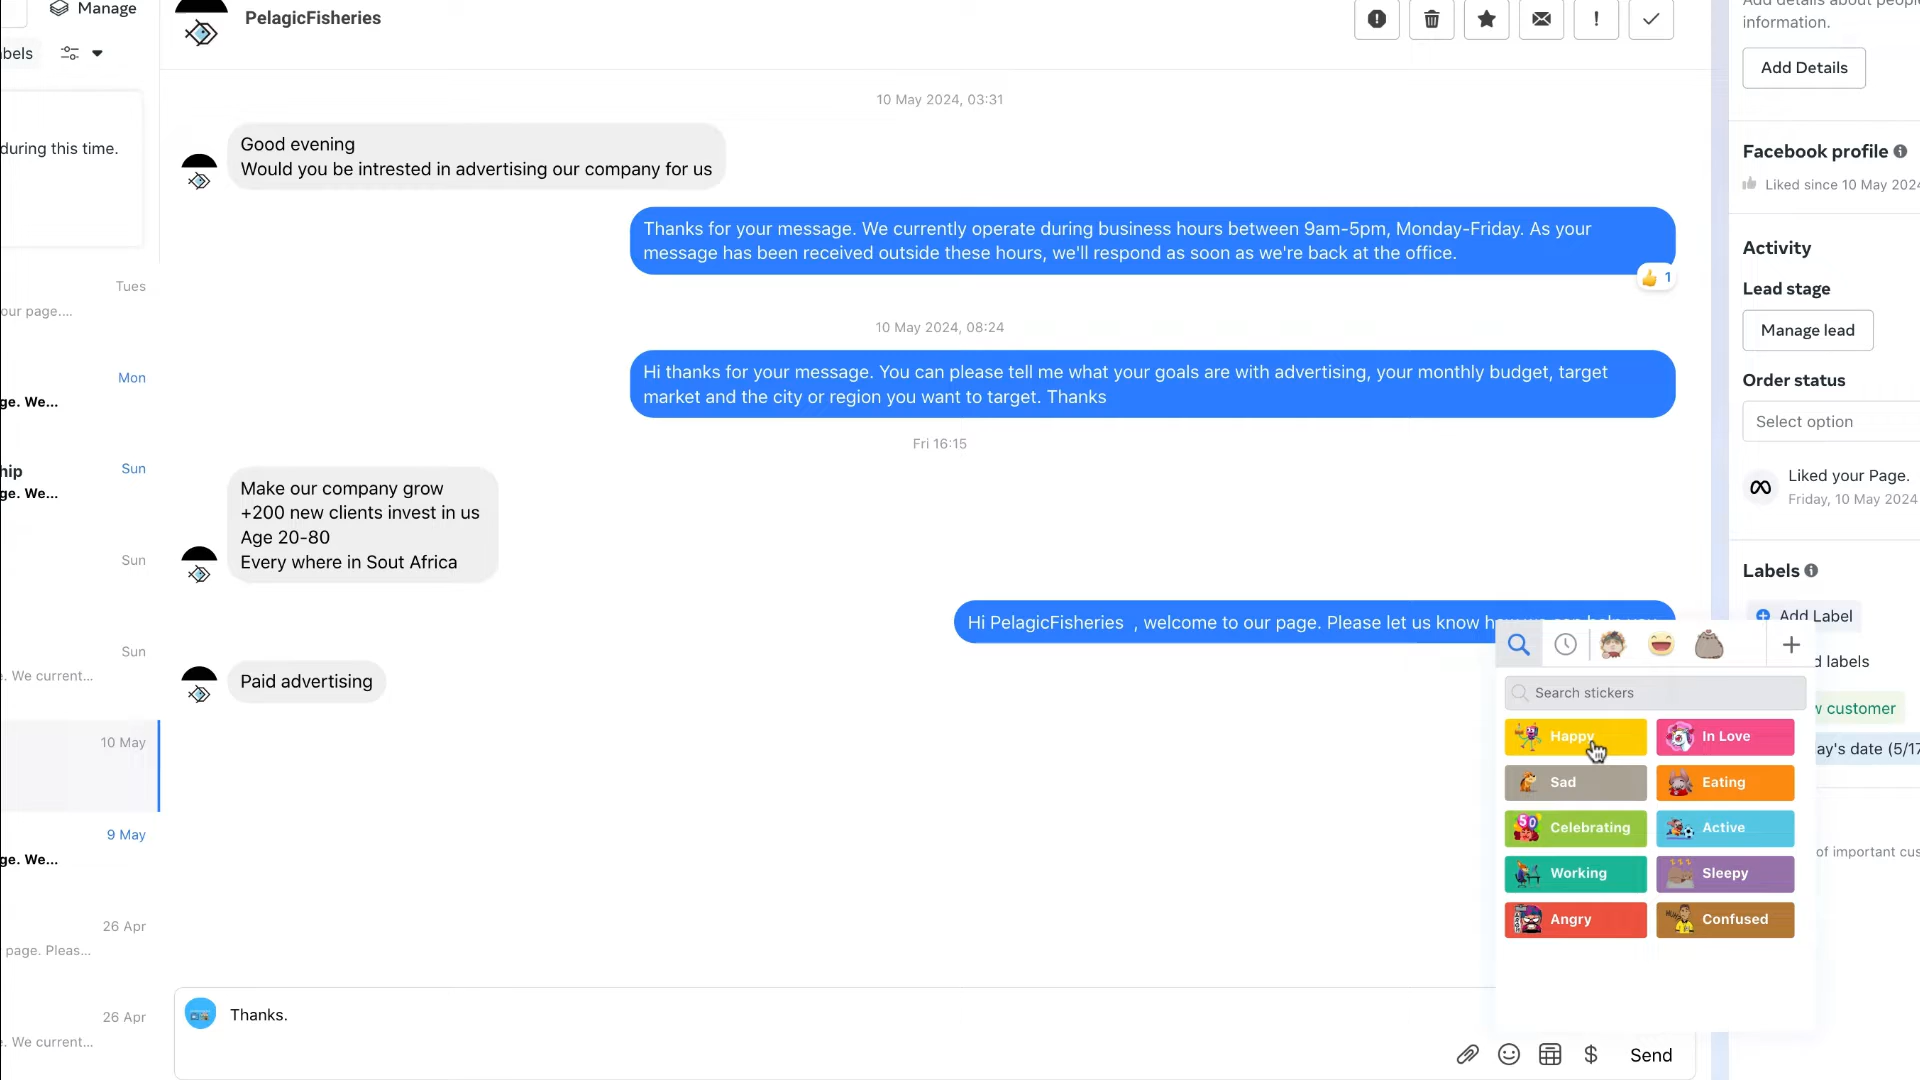 Manage
PelagicFisheries
information.
Add Details
during this time.
10 May 2024, 03:31
Good evening
Would you be intrested in advertising our company for us
Facebook profile
Liked since 10 May 2024
Thanks for your message. We currently operate during business hours between 9am-5pm, Monday-Friday. As your
message has been received outside these hours, we'll respond as soon as we're back at the office.
1
Activity
Lead stage
Manage lead
Tues
our page....
10 May 2024, 08:24
Hi thanks for your message. You can please tell me what your goals are with advertising, your monthly budget, target
market and the city or region you want to target. Thanks
Order status
Select option
Mon
ge. We...
Fri 16:15
Make our company grow
+200 new clients invest in us
Age 20-80
Every where in Sout Africa
Liked your Page.
Friday, 10 May 2024
Sun
hip
ge. We...
Sun
Labels
Add Label
Hi PelagicFisheries , welcome to our page. Please let us know
Sun
. We current...
Paid advertising
d labels
Search stickers
customer
ay's date (5/17
Happy
In Love
Sad
Eating
Celebrating
Active
Working
Sleepy
Angry
Confused
of important cus
10 May
9 May
ge. We...
26 Apr
page. Pleas...
26 Apr
. We current...
Thanks.
Send